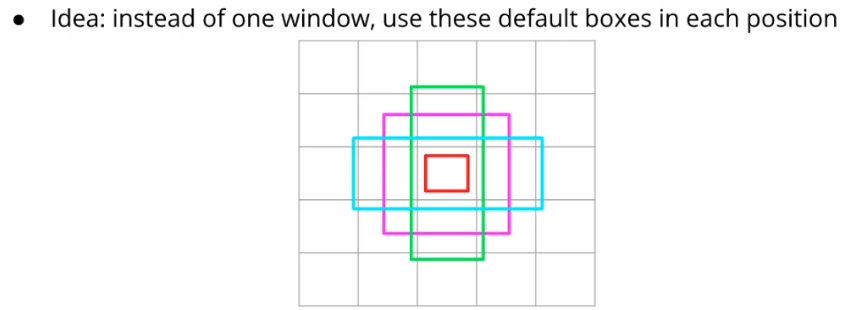 ● Idea: instead of one window, use these default boxes in each position